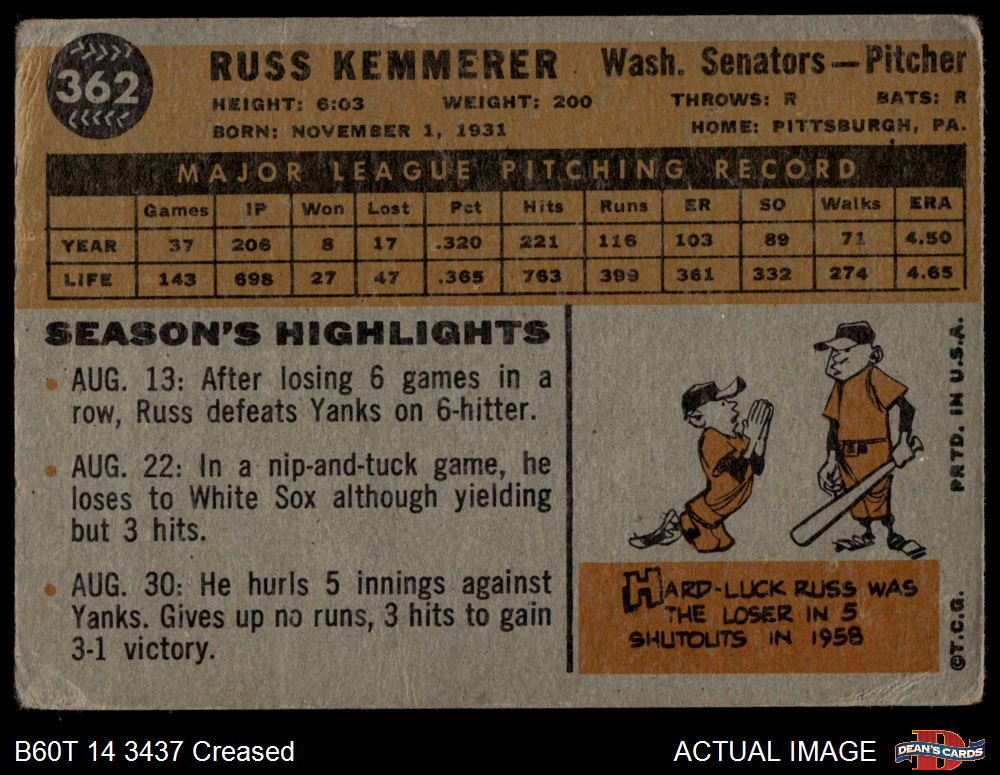 362
RUSS KEMMERER Wash. Senators—Pitcher
HEIGHT: 6:03 WEIGHT: 200 THROWS: R BATS: R
BORN: NOVEMBER 1, 1931 HOME: PITTSBURGH, PA.
MAJOR LEAGUE PITCHING RECORD
Games IP Won Lost Pct Hits Runs ER SO Walks ERA
YEAR 37 206 8 17 .320 221 116 103 89 71 4.50
LIFE 143 698 27 47 .365 763 399 361 332 274 4.65
SEASON'S HIGHLIGHTS
• AUG. 13: After losing 6 games in a
row, Russ defeats Yanks on 6-hitter.
• AUG. 22: In a nip-and-tuck game, he
loses to White Sox although yielding
but 3 hits.
• AUG. 30: He hurls 5 innings against
Yanks. Gives up no runs, 3 hits to gain
3-1 victory.
HARD-LUCK RUSS WAS
THE LOSER IN 5
SHUTOUTS IN 1958
PRTD. IN U.S.A.
©T.C.G.
B60T 14 3437 Creased
ACTUAL IMAGE
DEAN'S CARDS